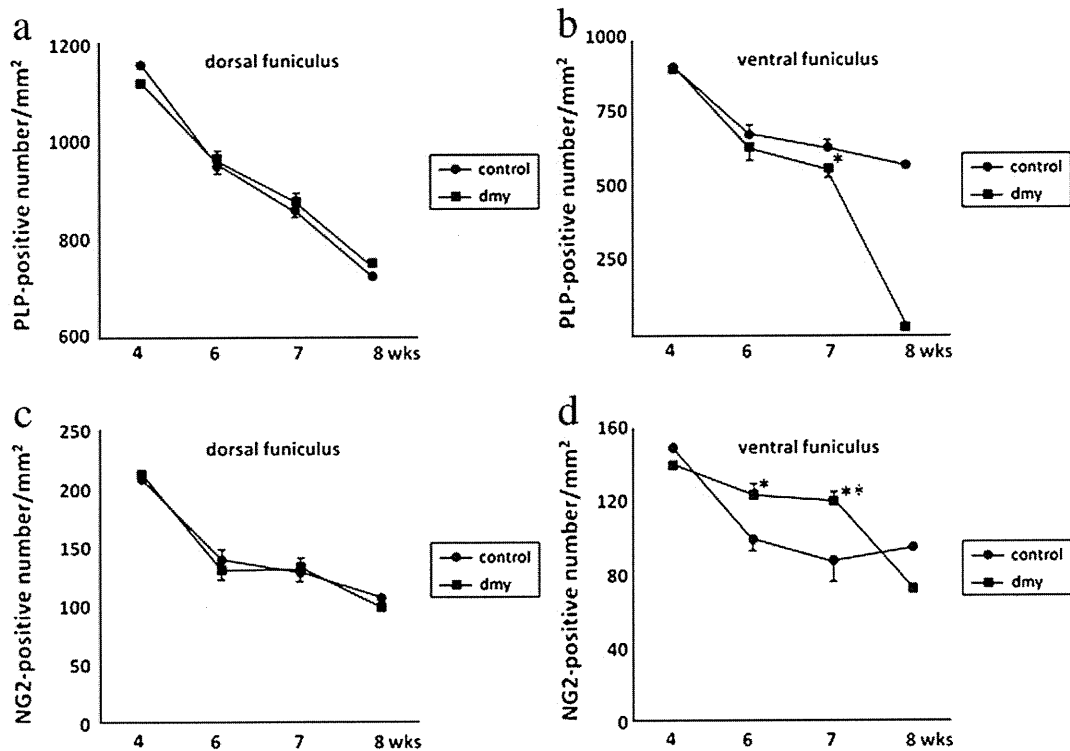 a
PLP-positive number/mm²
1200
1000
800
600
dorsal funiculus
control
dmy
4 6 7 8 wks
b
PLP-positive number/mm²
1000
750
500
250
ventral funiculus
*
control
dmy
4 6 7 8 wks
c
NG2-positive number/mm²
250
200
150
100
50
0
dorsal funiculus
control
dmy
4 6 7 8 wks
d
NG2-positive number/mm²
160
120
80
40
0
ventral funiculus
*
**
control
dmy
4 6 7 8 wks